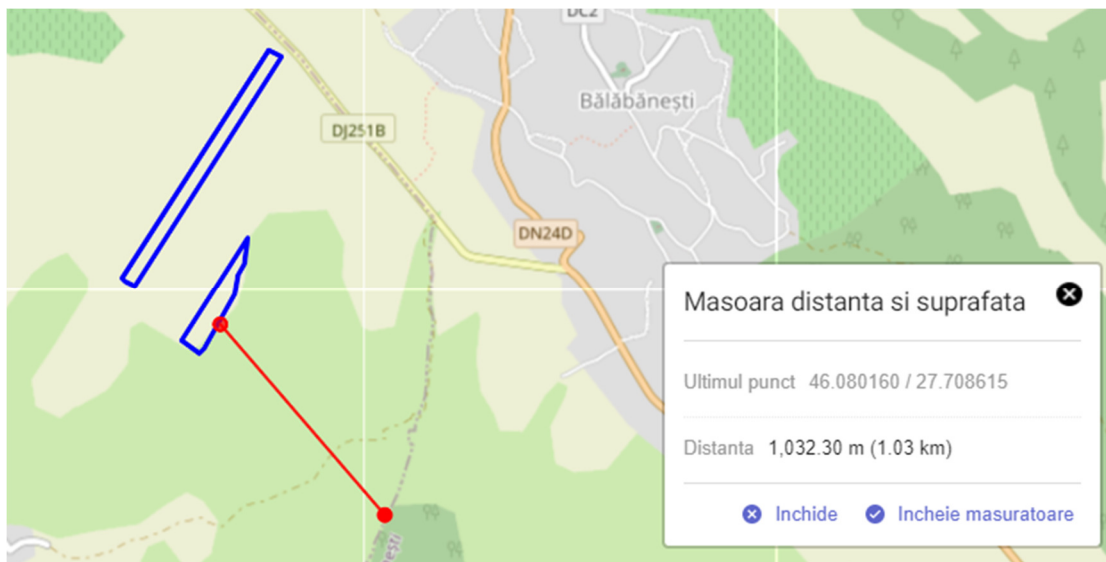 DC2
Bălăbănești
DJ251B
DN24D
Masoara distanta si suprafata
Ultimul punct 46.080160 / 27.708615
Distanta 1,032.30 m (1.03 km)
Inchide Incheie masuratoare